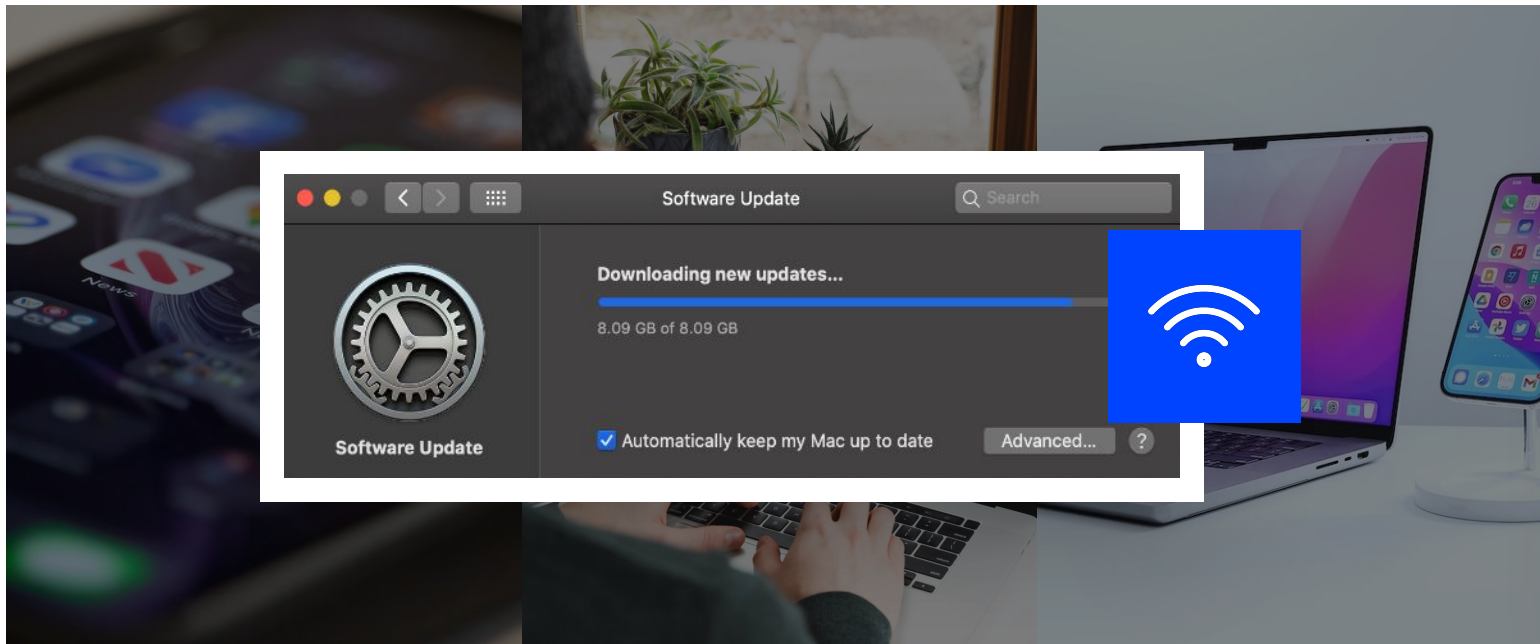 Software Update
Search
Downloading new updates...
8.09 GB of 8.09 GB
Software Update
Automatically keep my Mac up to date
Advanced...
?
News